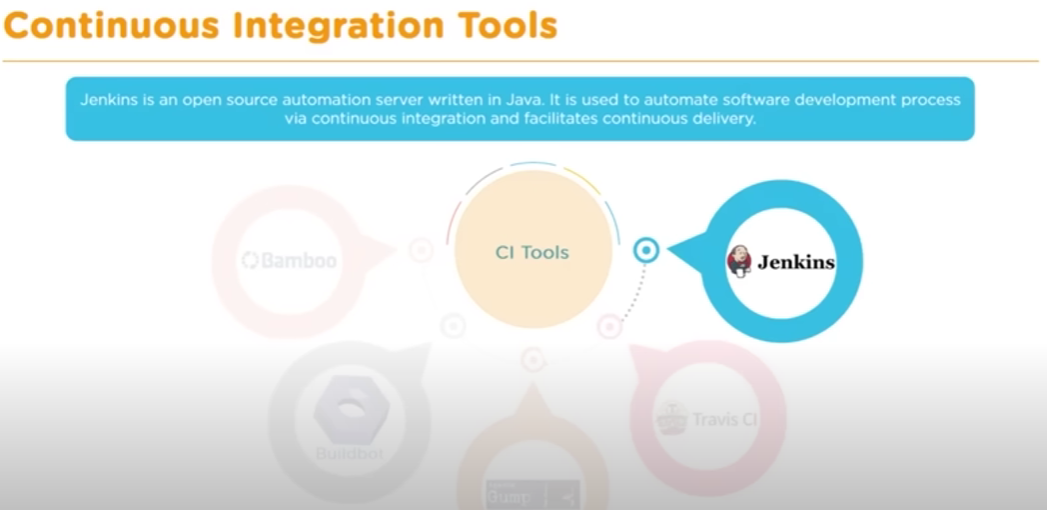 Continuous Integration Tools
Jenkins is an open source automation server written in Java. It is used to automate software development process
via continuous integration and facilitates continuous delivery.
CI Tools
Bamboo
Jenkins
Buildbot
Travis CI
Gump